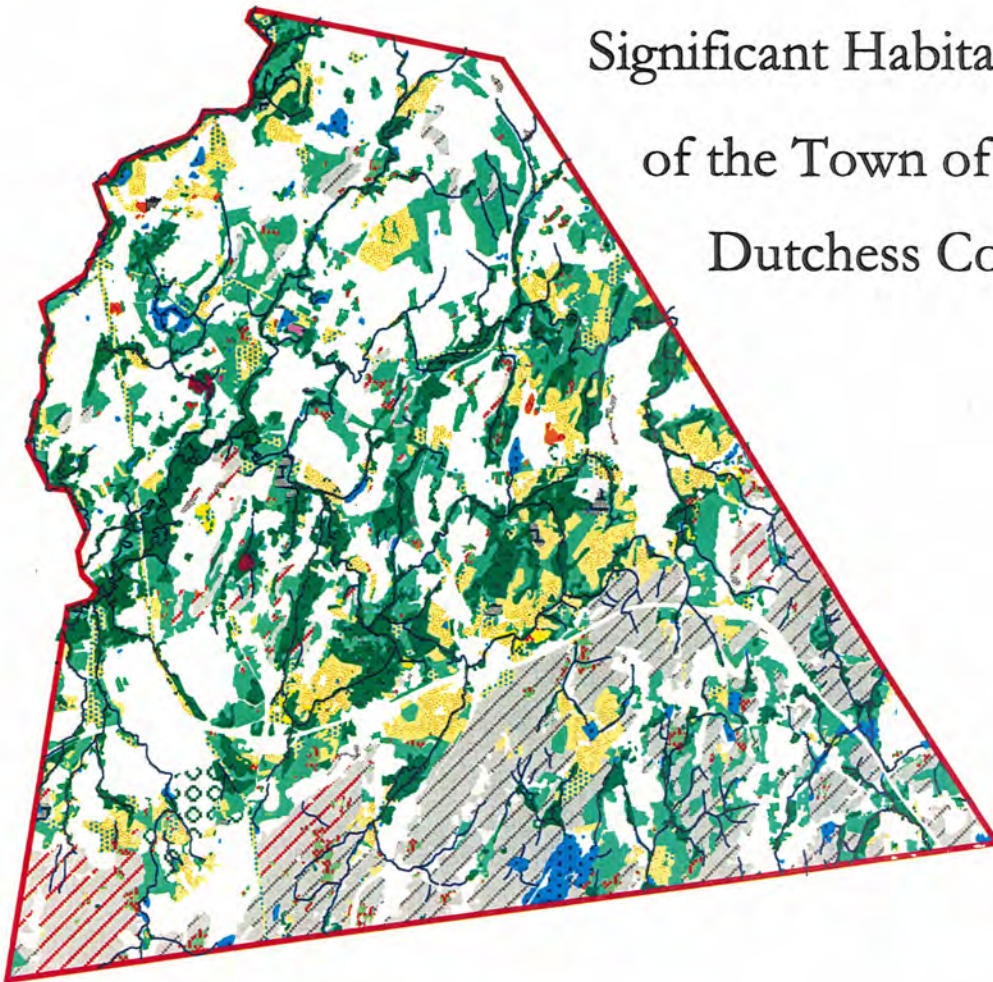 Significant Habita
of the Town of
Dutchess Co